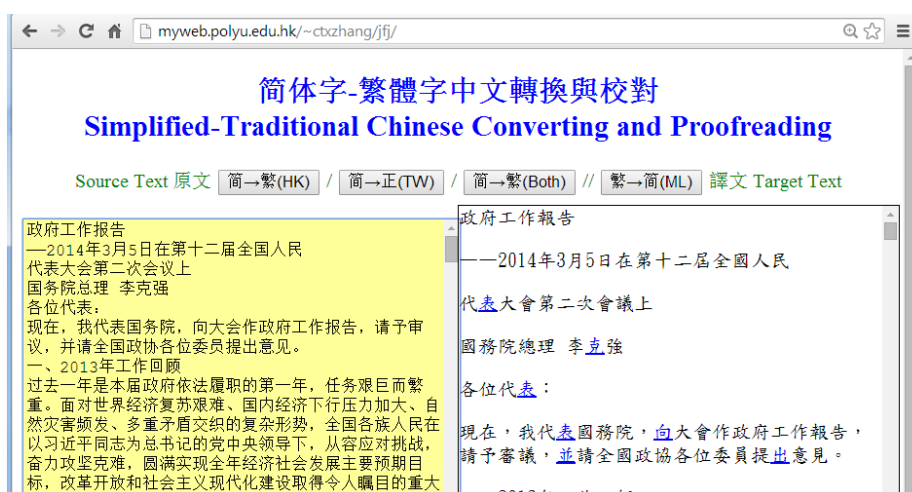 myweb.polyu.edu.hk/~ctxzhang/jfj/
简体字-繁體字中文轉換與校對
Simplified-Traditional Chinese Converting and Proofreading
Source Text 原文 简→繁(HK) / 简→正(TW) / 简→繁(Both) // 繁→简(ML) 譯文 Target Text
政府工作报告
——2014年3月5日在第十二届全国人民
代表大会第二次会议上
国务院总理 李克强
各位代表：
现在，我代表国务院，向大会作政府工作报告，请予审
议，并请全国政协各位委员提出意见。
一、2013年工作回顾
过去一年是本届政府依法履职的第一年，任务艰巨而繁
重。面对世界经济复苏艰难、国内经济下行压力加大、自
然灾害频发、多重矛盾交织的复杂形势，全国各族人民在
以习近平同志为总书记的党中央领导下，从容应对挑战，
奋力攻坚克难，圆满实现全年经济社会发展主要预期目
标，改革开放和社会主义现代化建设取得令人瞩目的重大
政府工作報告
——2014年3月5日在第十二屆全國人民
代表大會第二次會議上
國務院總理 李克強
各位代表：
現在，我代表國務院，向大會作政府工作報告，
請予審議，並請全國政協各位委員提出意見。